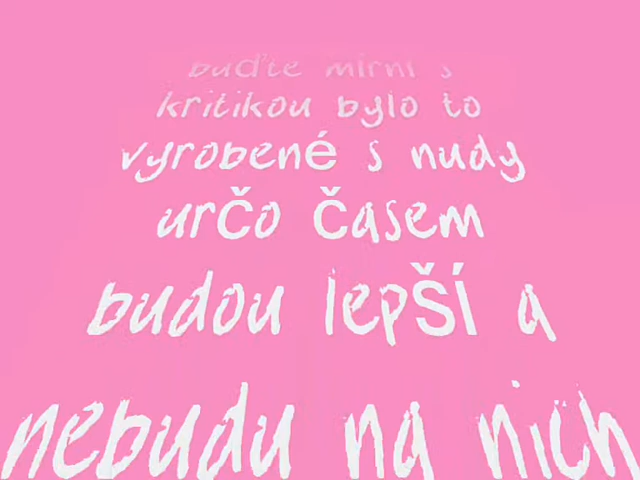 buďte mírní s
kritikou bylo to
vyrobené s nudy
určo časem
budou lepší a
nebudu na nich